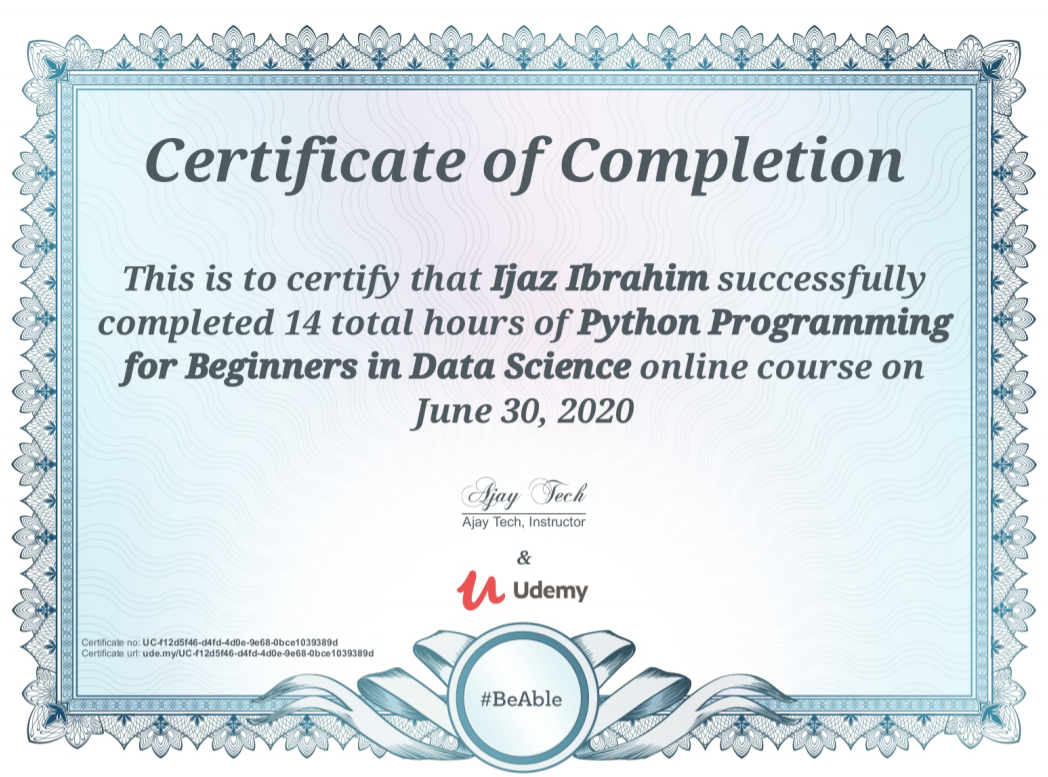 Certificate of Completion
This is to certify that Ijaz Ibrahim successfully
completed 14 total hours of Python Programming
for Beginners in Data Science online course on
June 30, 2020
Ajay Tech
Ajay Tech, Instructor
&
Udemy
Certificate no: UC-f12d5f46-d4fd-4d0e-9e68-0bce1039389d
Certificate url: ude.my/UC-f12d5f46-d4fd-4d0e-9e68-0bce1039389d
#BeAble